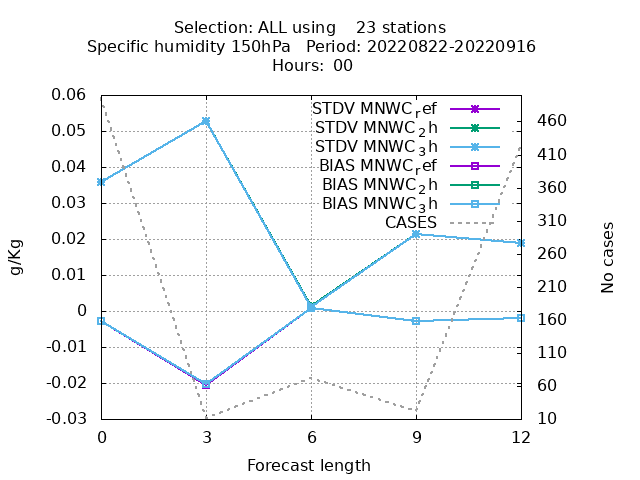 Selection: ALL using    23 stations
Specific humidity 150hPa   Period: 20220822-20220916
Hours:  00
STDV MNWC_ref
STDV MNWC_2h
STDV MNWC_3h
BIAS MNWC_ref
BIAS MNWC_2h
BIAS MNWC_3h
CASES
0.06
0.05
0.04
0.03
0.02
0.01
0
-0.01
-0.02
-0.03
g/Kg
460
410
360
310
260
210
160
110
60
10
No cases
0 3 6 9 12
Forecast length